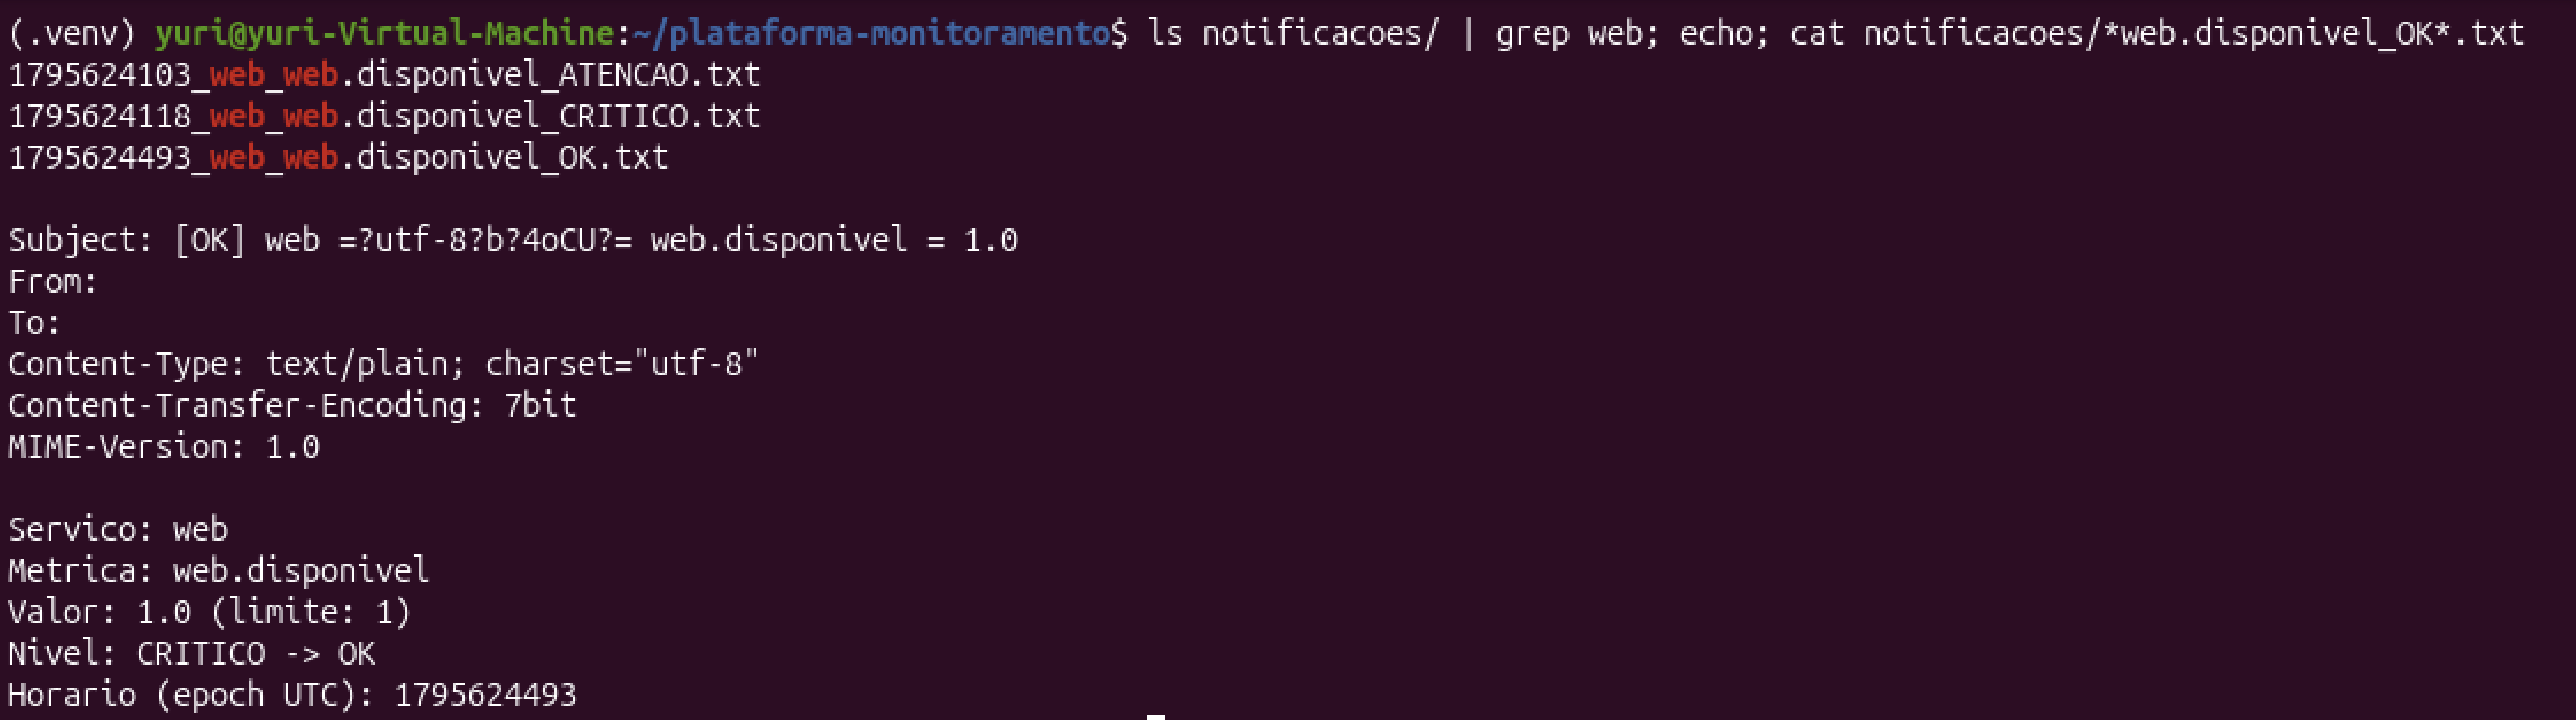 (.venv) yuri@yuri-Virtual-Machine:~/plataforma-monitoramento$ ls notificacoes/ | grep web; echo; cat notificacoes/*web.disponivel_OK*.txt
1795624103_web_web.disponivel_ATENCAO.txt
1795624118_web_web.disponivel_CRITICO.txt
1795624493_web_web.disponivel_OK.txt
Subject: [OK] web =?utf-8?b?4oCU?= web.disponivel = 1.0
From:
To:
Content-Type: text/plain; charset="utf-8"
Content-Transfer-Encoding: 7bit
MIME-Version: 1.0
Servico: web
Metrica: web.disponivel
Valor: 1.0 (limite: 1)
Nivel: CRITICO -> OK
Horario (epoch UTC): 1795624493